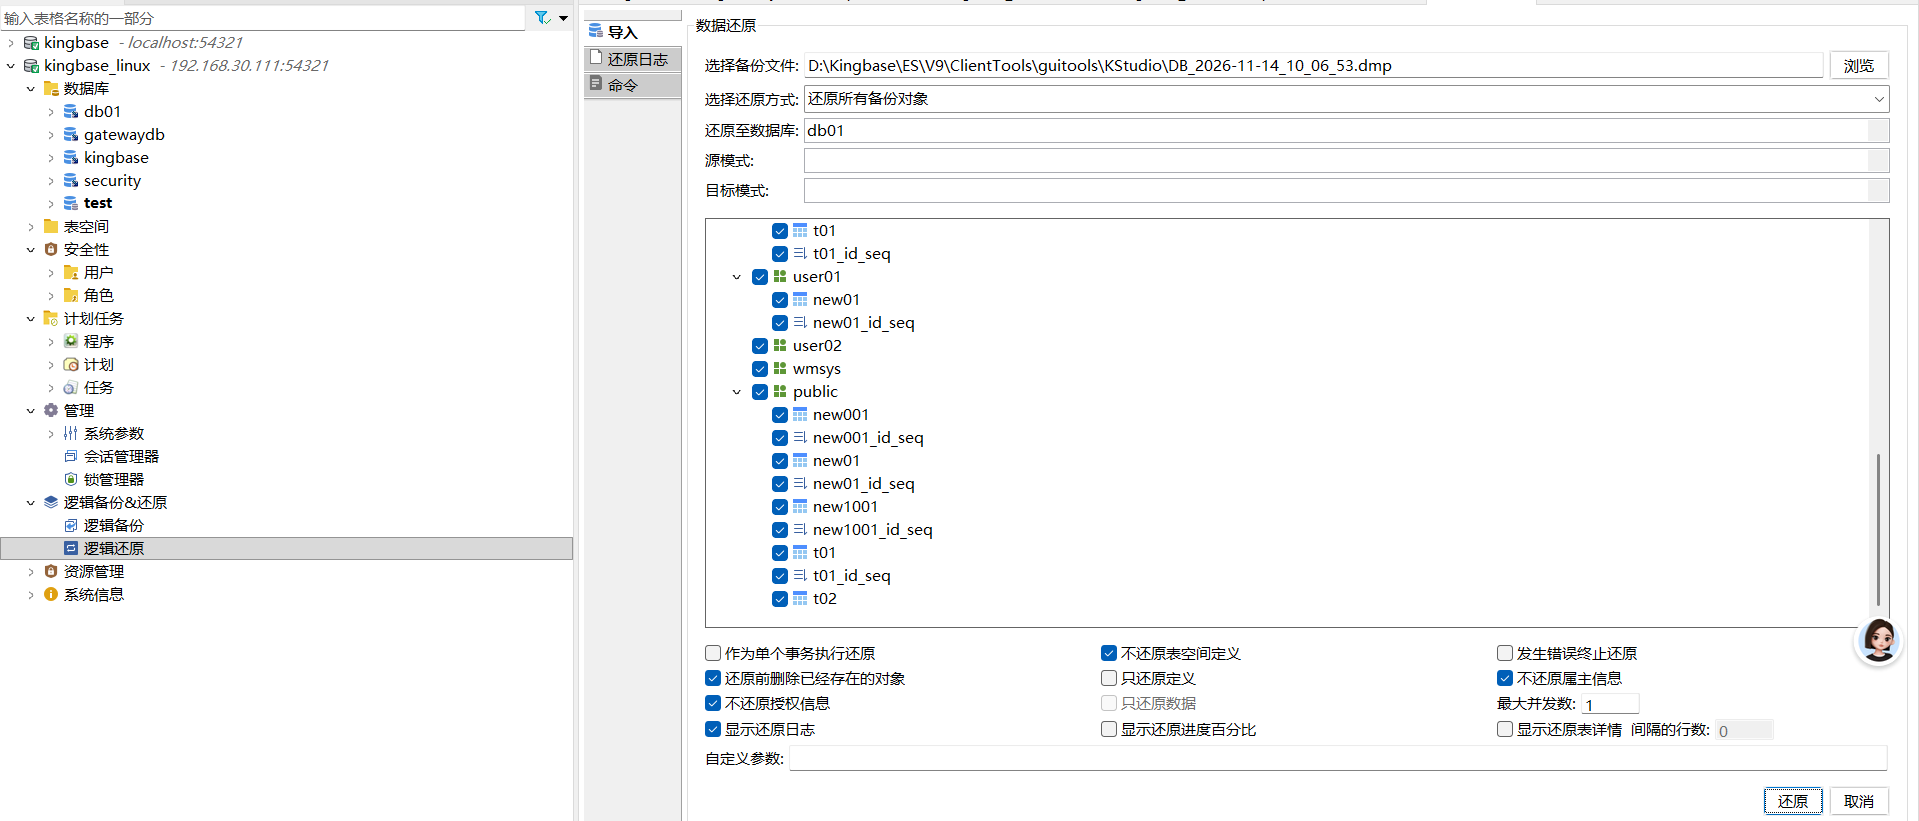 输入表格名称的一部分
kingbase - localhost:54321
kingbase_linux - 192.168.30.111:54321
数据库
db01
gatewaydb
kingbase
security
test
表空间
安全性
用户
角色
计划任务
程序
计划
任务
管理
系统参数
会话管理器
锁管理器
逻辑备份&还原
逻辑备份
逻辑还原
资源管理
系统信息
导入
还原日志
命令
数据还原
选择备份文件: D:\Kingbase\ES\V9\ClientTools\guitools\KStudio\DB_2026-11-14_10_06_53.dmp 浏览
选择还原方式: 还原所有备份对象
还原至数据库: db01
源模式:
目标模式:
t01
t01_id_seq
user01
new01
new01_id_seq
user02
wmsys
public
new001
new001_id_seq
new01
new01_id_seq
new1001
new1001_id_seq
t01
t01_id_seq
t02
作为单个事务执行还原 不还原表空间定义 发生错误终止还原
还原前删除已经存在的对象 只还原定义 不还原属主信息
不还原授权信息 只还原数据 最大并发数: 1
显示还原日志 显示还原进度百分比 显示还原表详情 间隔的行数: 0
自定义参数:
还原 取消